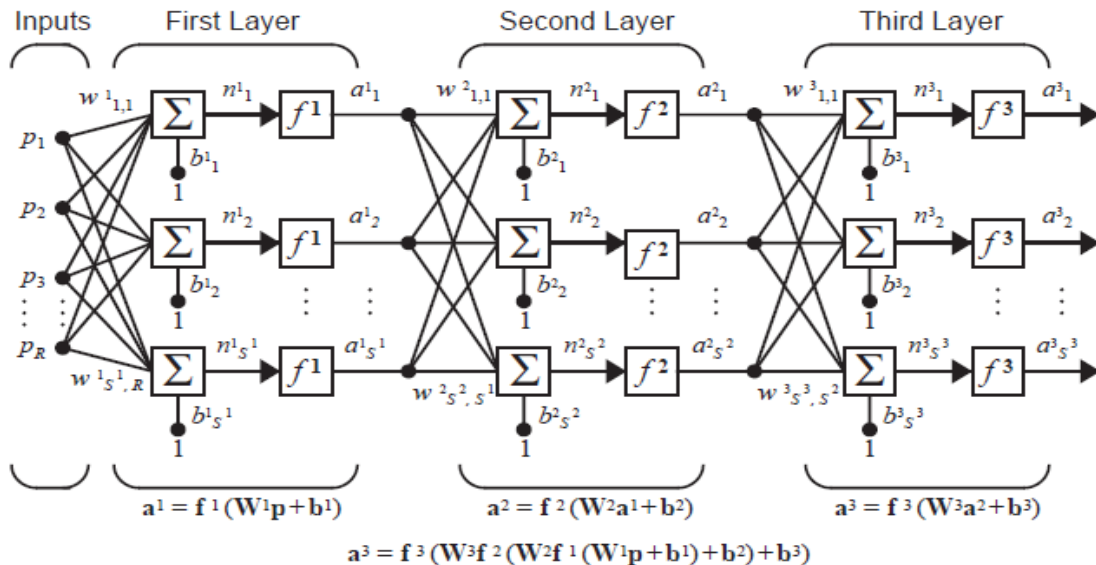 Inputs First Layer Second Layer Third Layer
w¹₁,₁ n¹₁ a¹₁ w²₁,₁ n²₁ a²₁ w³₁,₁ n³₁ a³₁
Σ f¹ Σ f² Σ f³
p₁
b¹₁ b²₁ b³₁
1 1 1
p₂ n¹₂ a¹₂ n²₂ a²₂ n³₂ a³₂
Σ f¹ Σ f² Σ f³
p₃
b¹₂ b²₂ b³₂
1 1 1
p_R n¹_S¹ a¹_S¹ n²_S² a²_S² n³_S³ a³_S³
Σ f¹ Σ f² Σ f³
w¹_S¹,R w²_S²,S¹ w³_S³,S²
b¹_S¹ b²_S² b³_S³
1 1 1
a¹ = f¹(W¹p+b¹) a² = f²(W²a¹+b²) a³ = f³(W³a²+b³)
a³ = f³(W³f²(W²f¹(W¹p+b¹)+b²)+b³)